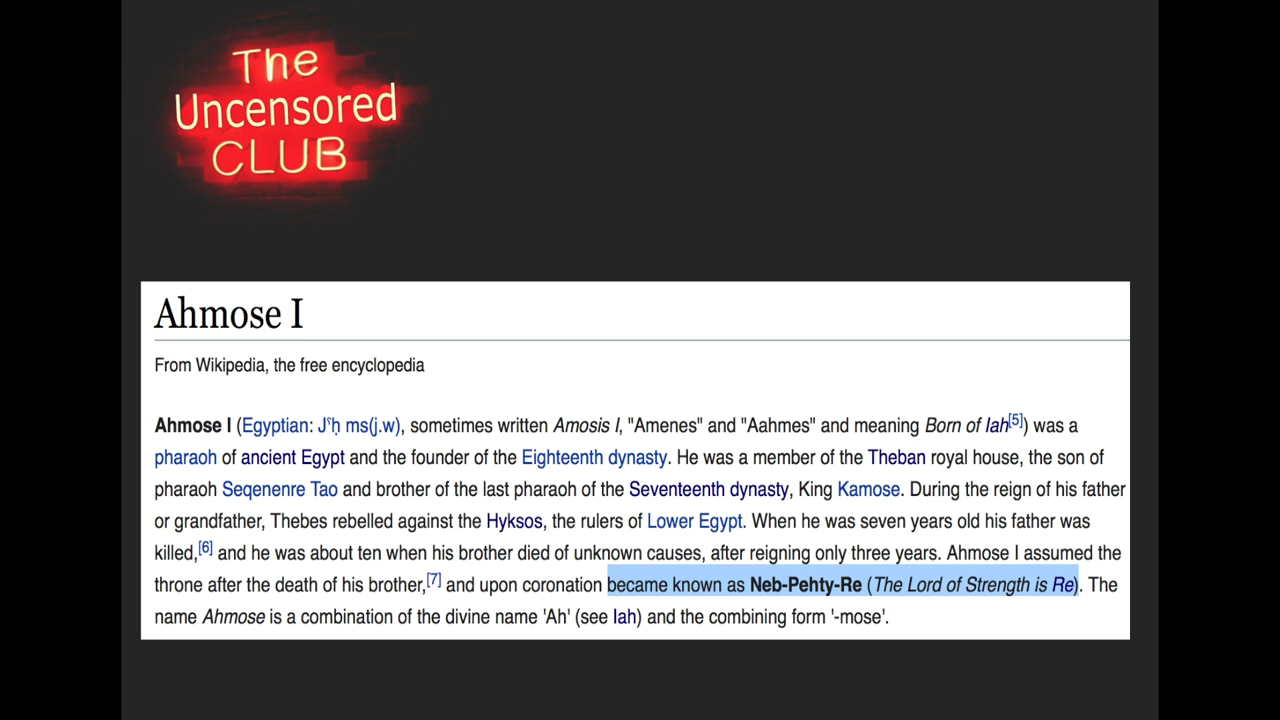 The
Uncensored
CLUB
Ahmose I
From Wikipedia, the free encyclopedia
Ahmose I (Egyptian: Jˁḥ ms(j.w), sometimes written Amosis I, "Amenes" and "Aahmes" and meaning Born of Iah[5]) was a
pharaoh of ancient Egypt and the founder of the Eighteenth dynasty. He was a member of the Theban royal house, the son of
pharaoh Seqenenre Tao and brother of the last pharaoh of the Seventeenth dynasty, King Kamose. During the reign of his father
or grandfather, Thebes rebelled against the Hyksos, the rulers of Lower Egypt. When he was seven years old his father was
killed,[6] and he was about ten when his brother died of unknown causes, after reigning only three years. Ahmose I assumed the
throne after the death of his brother,[7] and upon coronation became known as Neb-Pehty-Re (The Lord of Strength is Re). The
name Ahmose is a combination of the divine name 'Ah' (see Iah) and the combining form '-mose'.